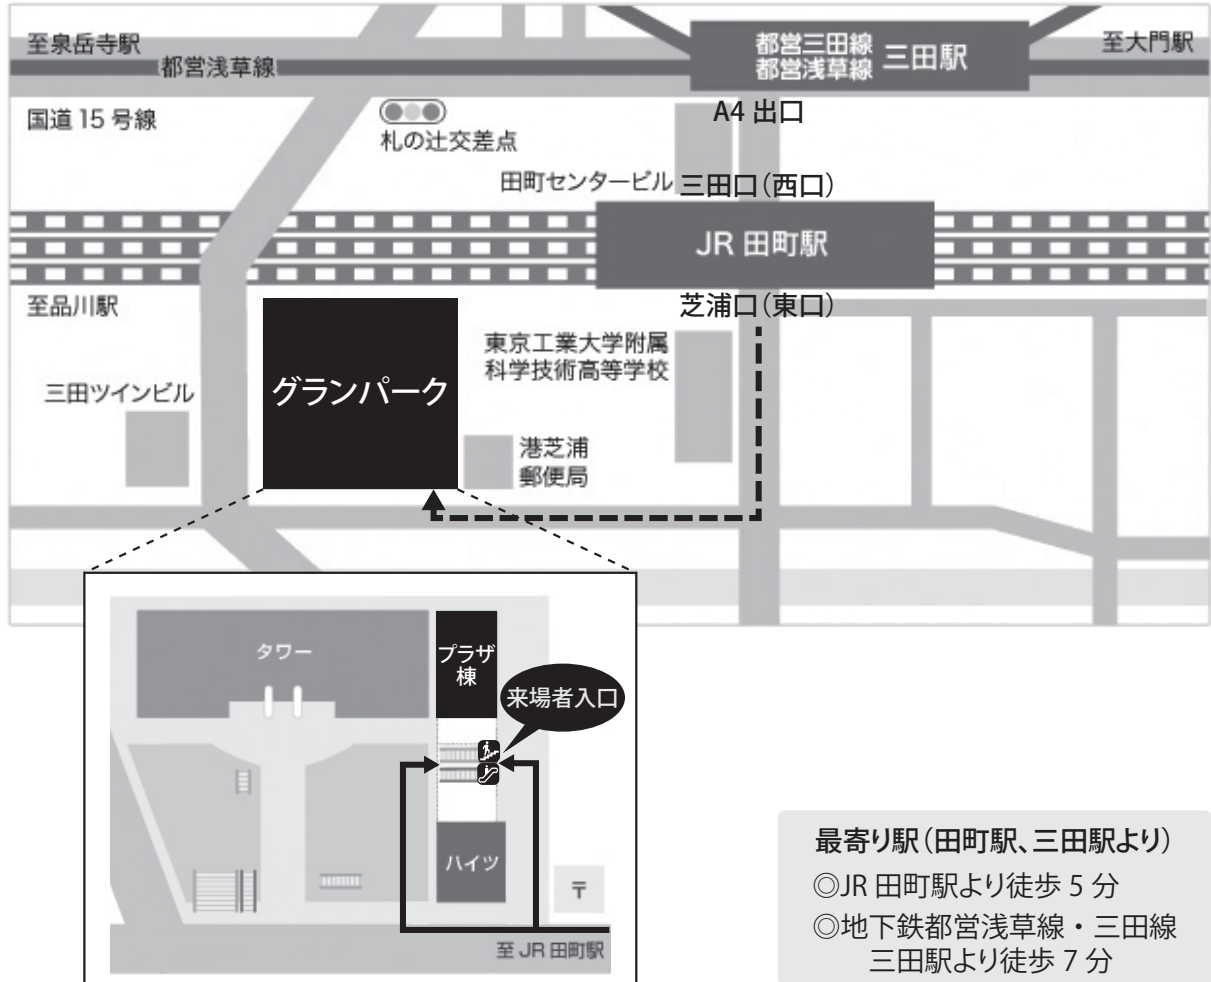 至泉岳寺駅
都営浅草線
都営三田線
都営浅草線
三田駅
至大門駅
国道15号線
札の辻交差点
A4 出口
田町センタービル
三田口（西口）
JR 田町駅
至品川駅
芝浦口（東口）
三田ツインビル
グランパーク
東京工業大学附属
科学技術高等学校
港芝浦
郵便局
タワー
プラザ
棟
来場者入口
ハイツ
〒
至 JR 田町駅
最寄り駅（田町駅、三田駅より）
◎JR 田町駅より徒歩 5 分
◎地下鉄都営浅草線・三田線
三田駅より徒歩 7 分